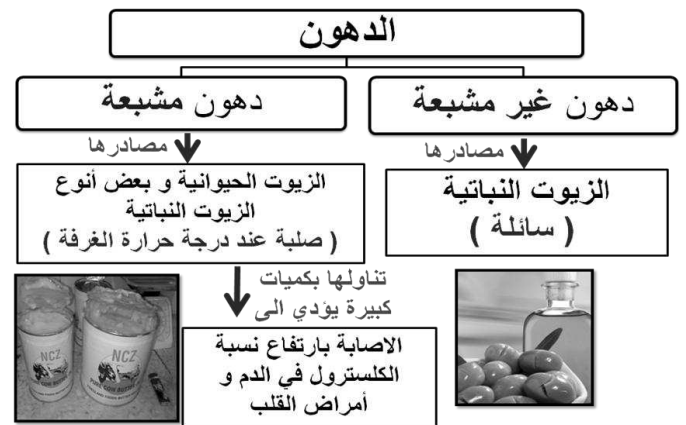 الدهون
دهون غير مشبعة
دهون مشبعة
مصادرها
مصادرها
الزيوت النباتية
( سائلة )
الزيوت الحيوانية و بعض أنوع
الزيوت النباتية
( صلبة عند درجة حرارة الغرفة )
تناولها بكميات
كبيرة يؤدي الى
الاصابة بارتفاع نسبة
الكلسترول في الدم و
أمراض القلب
NCZ
NCZ